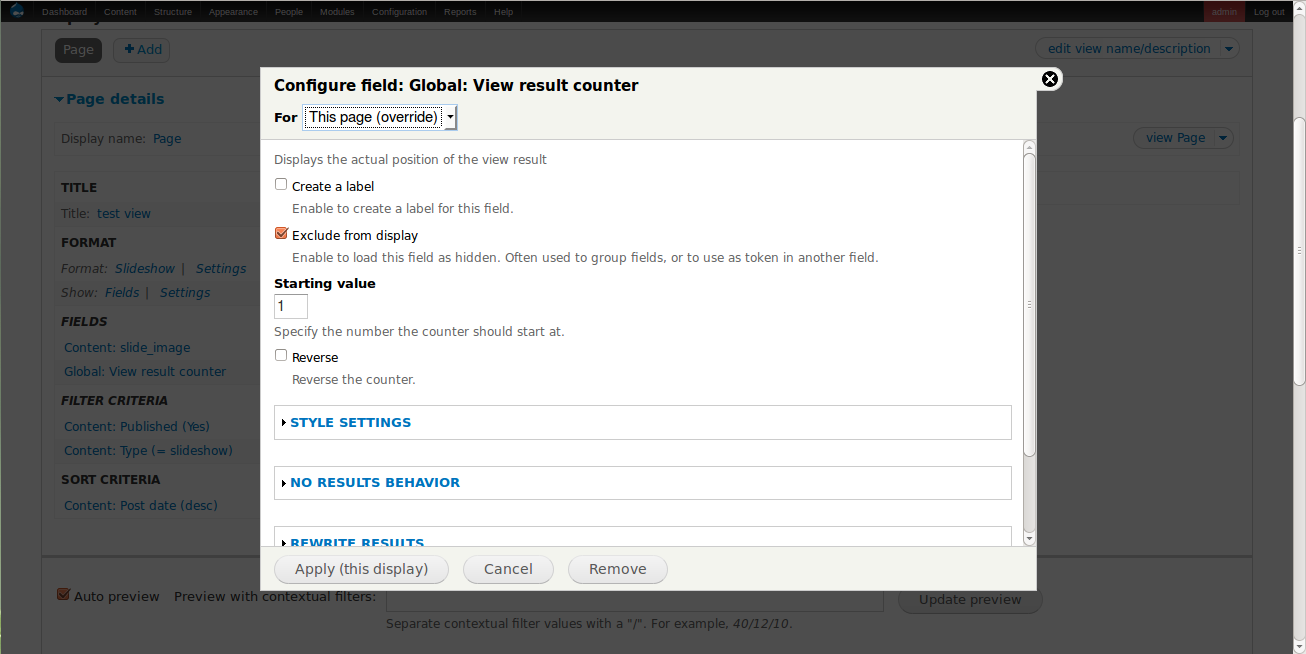 Dashboard Content Structure Appearance People Modules Configuration Reports Help admin Log out
Page + Add edit view name/description
Configure field: Global: View result counter
For This page (override)
Page details
Display name: Page view Page
Displays the actual position of the view result
Create a label
Enable to create a label for this field.
Exclude from display
Enable to load this field as hidden. Often used to group fields, or to use as token in another field.
Starting value
1
Specify the number the counter should start at.
Reverse
Reverse the counter.
STYLE SETTINGS
NO RESULTS BEHAVIOR
REWRITE RESULTS
Apply (this display) Cancel Remove
TITLE
Title: test view
FORMAT
Format: Slideshow | Settings
Show: Fields | Settings
FIELDS
Content: slide_image
Global: View result counter
FILTER CRITERIA
Content: Published (Yes)
Content: Type (= slideshow)
SORT CRITERIA
Content: Post date (desc)
Auto preview Preview with contextual filters: Update preview
Separate contextual filter values with a "/". For example, 40/12/10.